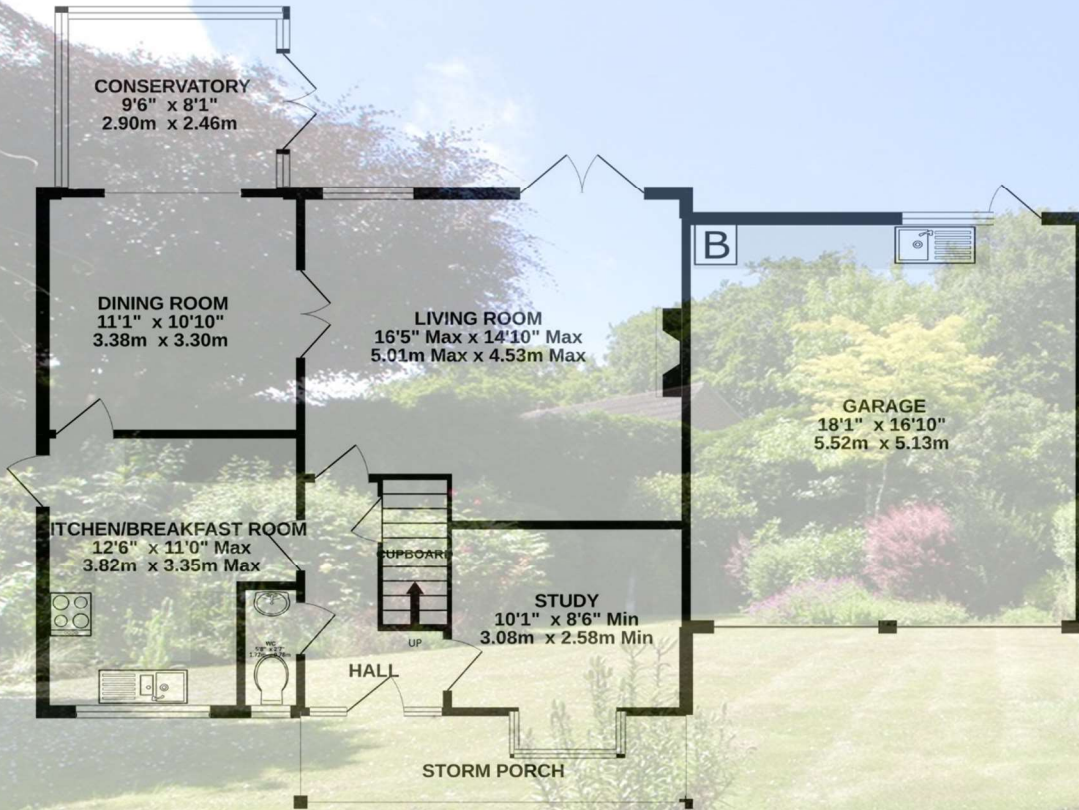 CONSERVATORY
9'6" x 8'1"
2.90m x 2.46m
B
DINING ROOM
11'1" x 10'10"
3.38m x 3.30m
LIVING ROOM
16'5" Max x 14'10" Max
5.01m Max x 4.53m Max
GARAGE
18'1" x 16'10"
5.52m x 5.13m
ITCHEN/BREAKFAST ROOM
12'6" x 11'0" Max
3.82m x 3.35m Max
CUPBOARD
STUDY
10'1" x 8'6" Min
3.08m x 2.58m Min
UP
WC
HALL
STORM PORCH